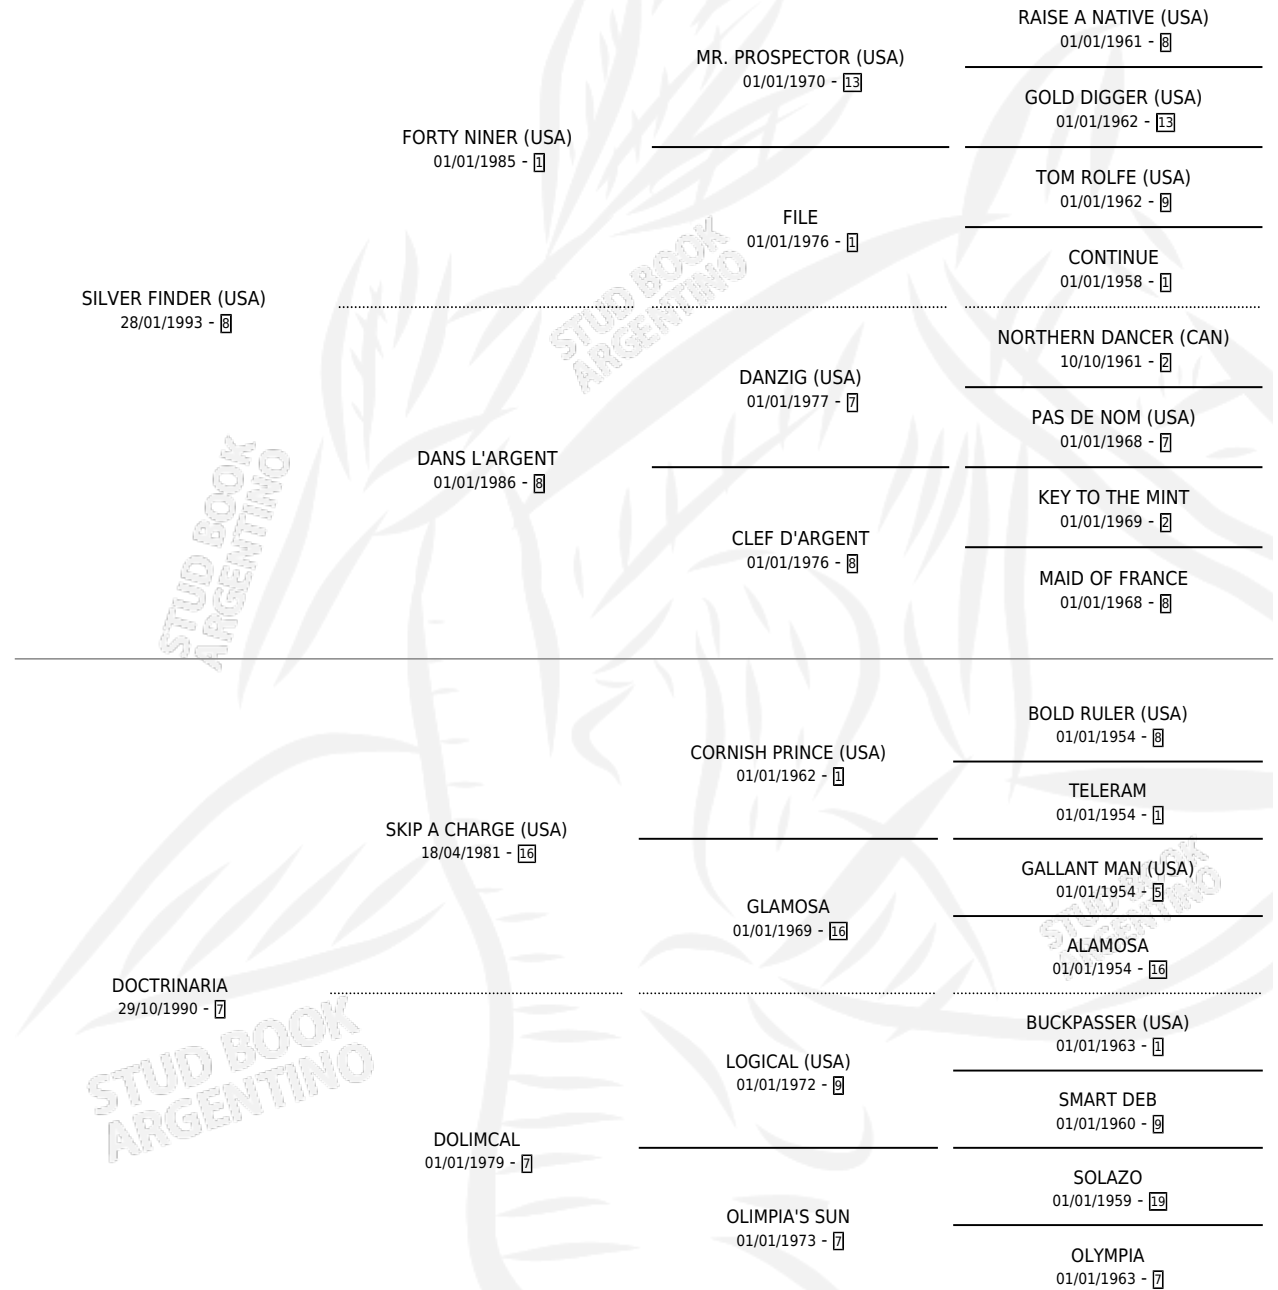 RAISE A NATIVE (USA)
01/01/1961 - 8
MR. PROSPECTOR (USA)
01/01/1970 - 13
GOLD DIGGER (USA)
01/01/1962 - 13
FORTY NINER (USA)
01/01/1985 - 1
TOM ROLFE (USA)
01/01/1962 - 9
FILE
01/01/1976 - 1
CONTINUE
01/01/1958 - 1
SILVER FINDER (USA)
28/01/1993 - 8
STUD BOOK
ARGENTINO
NORTHERN DANCER (CAN)
10/10/1961 - 2
DANZIG (USA)
01/01/1977 - 7
PAS DE NOM (USA)
01/01/1968 - 7
DANS L'ARGENT
01/01/1986 - 8
KEY TO THE MINT
01/01/1969 - 2
CLEF D'ARGENT
01/01/1976 - 8
MAID OF FRANCE
01/01/1968 - 8
STUD BOOK
ARGENTINO
BOLD RULER (USA)
01/01/1954 - 8
CORNISH PRINCE (USA)
01/01/1962 - 1
TELERAM
01/01/1954 - 1
SKIP A CHARGE (USA)
18/04/1981 - 16
GALLANT MAN (USA)
01/01/1954 - 5
GLAMOSA
01/01/1969 - 16
STUD BOOK
ARGENTINO
ALAMOSA
01/01/1954 - 16
DOCTRINARIA
29/10/1990 - 7
BUCKPASSER (USA)
01/01/1963 - 1
STUD BOOK
ARGENTINO
LOGICAL (USA)
01/01/1972 - 9
SMART DEB
01/01/1960 - 9
DOLIMCAL
01/01/1979 - 7
SOLAZO
01/01/1959 - 19
OLIMPIA'S SUN
01/01/1973 - 7
OLYMPIA
01/01/1963 - 7